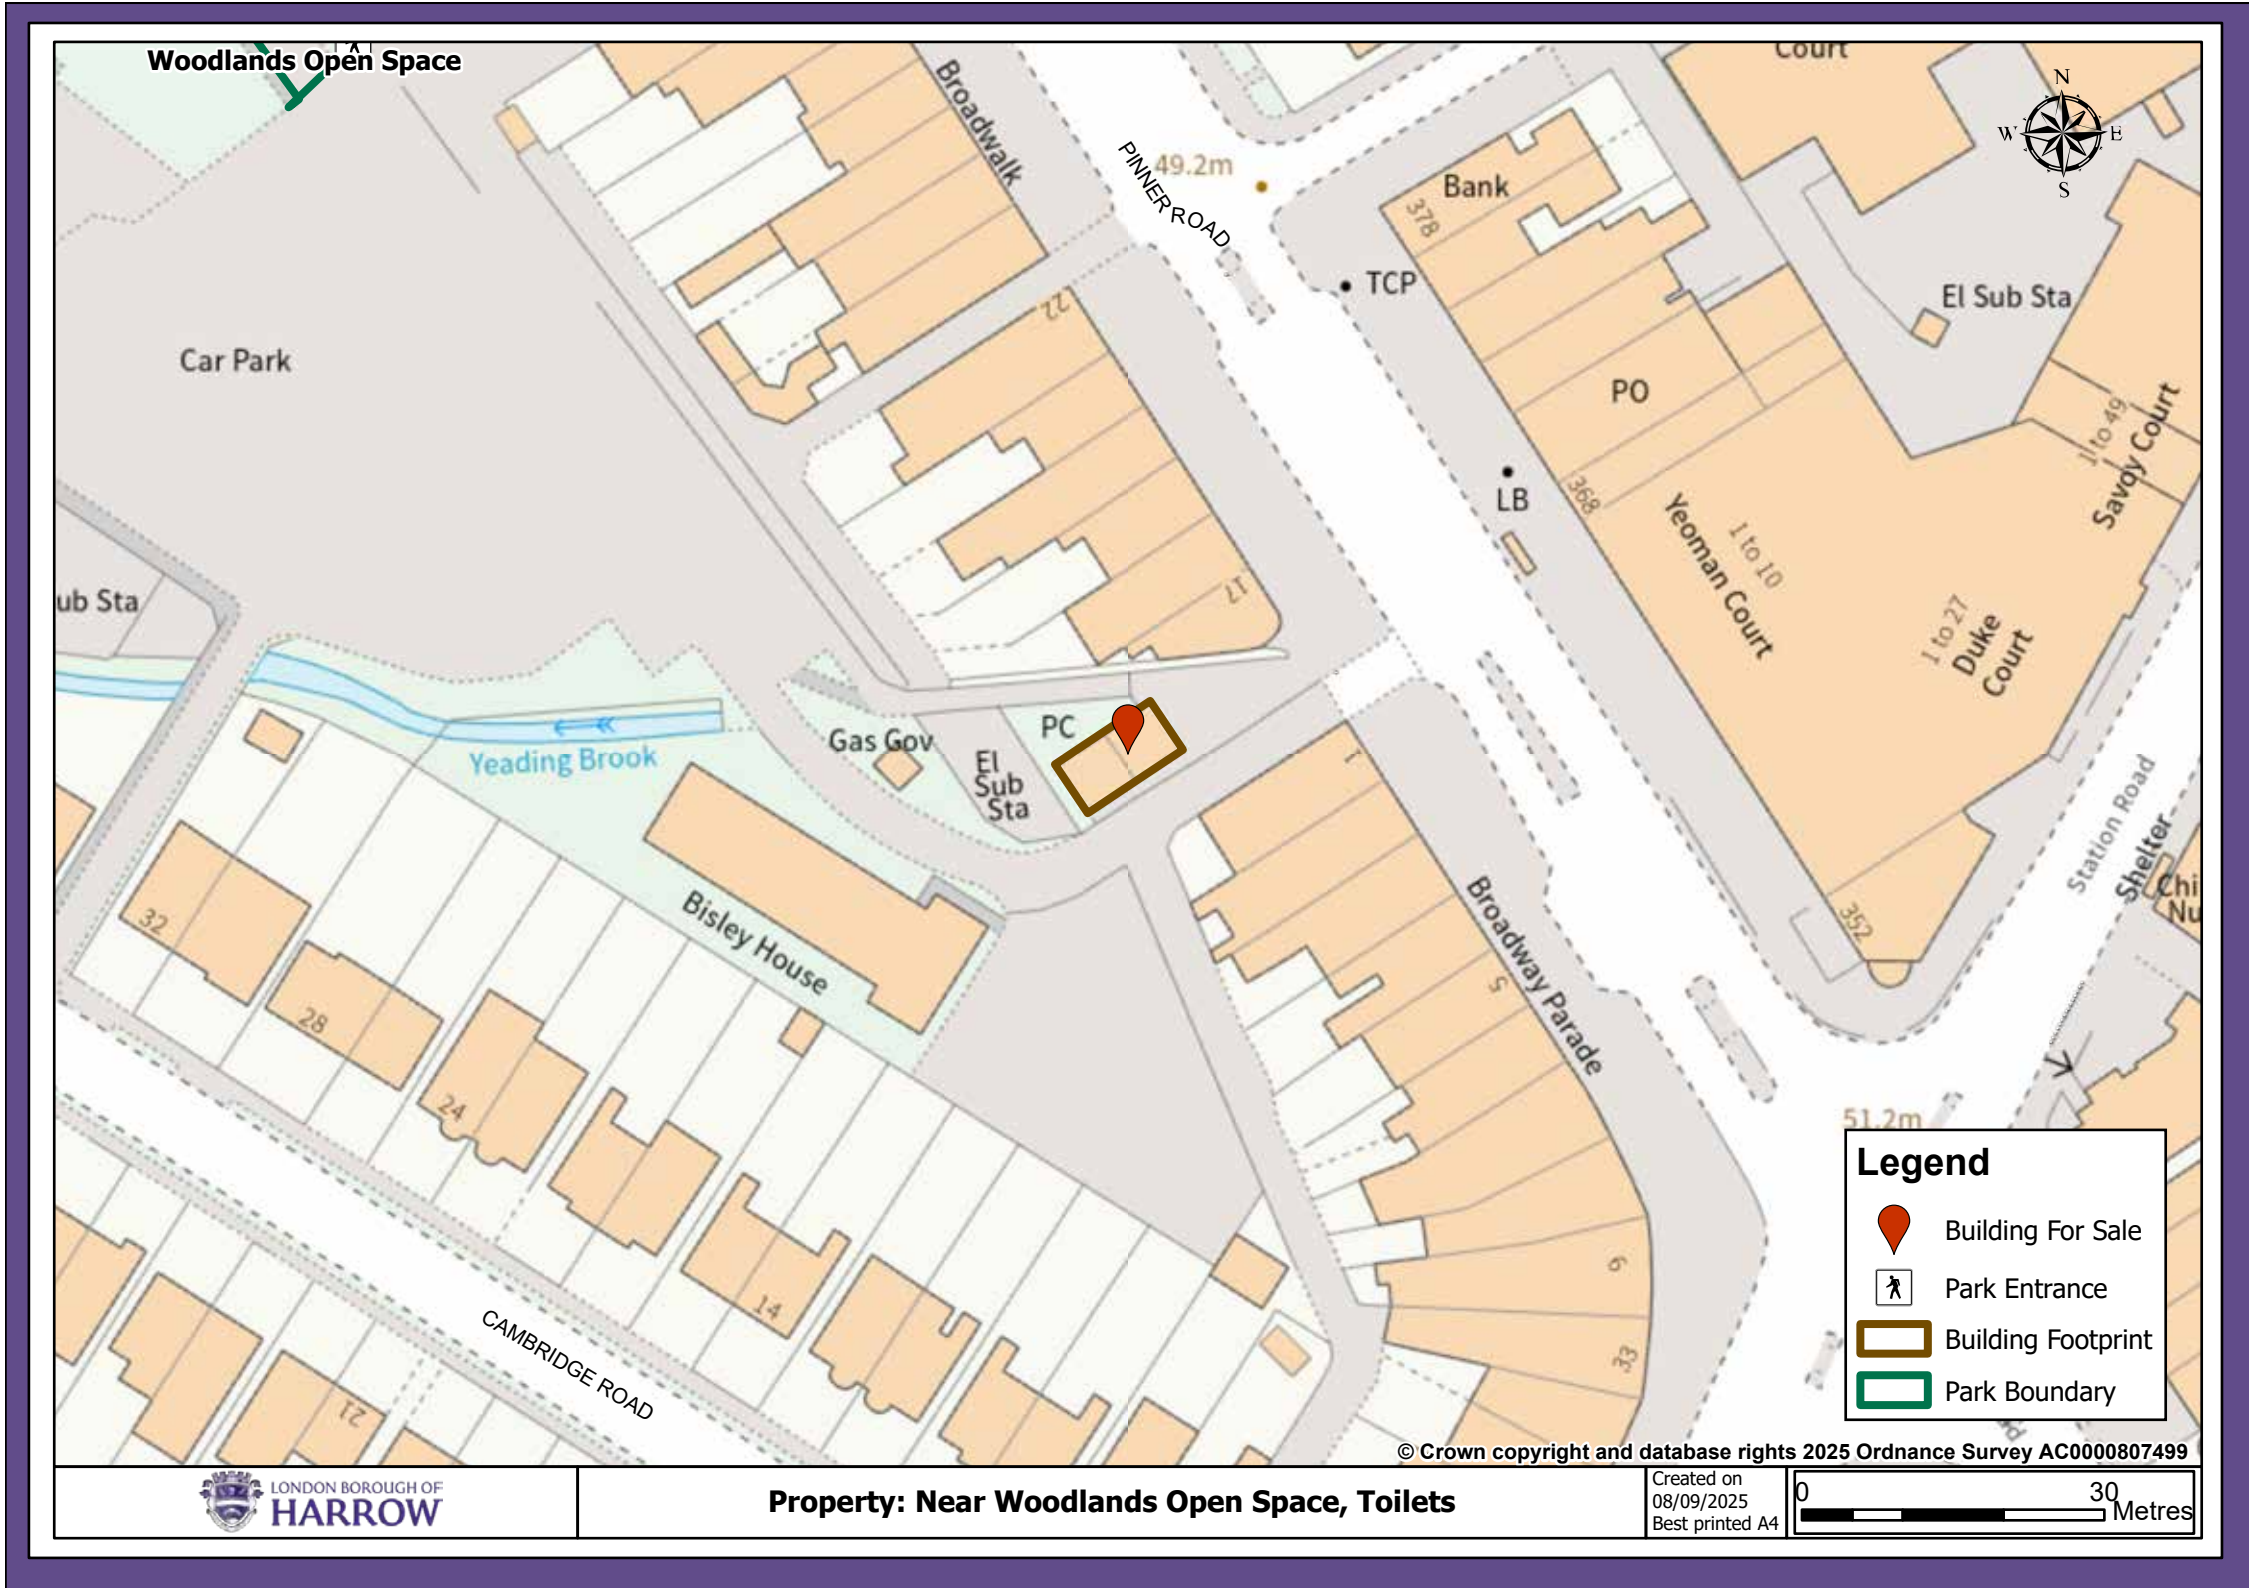 Woodlands Open Space
Court
N
W E
S
Broadwalk
PINNER ROAD
49.2m
Bank
378
TCP
El Sub Sta
22
Car Park
PO
1 to 49
Savoy Court
LB
368
Yeoman Court
1 to 10
17
ub Sta
1 to 27
Duke
Court
PC
Gas Gov
El
Sub
Sta
Yeading Brook
1
Station Road
Shelter
Chi
Nu
Bisley House
32
28
24
14
21
352
Broadway Parade
5
9
33
51.2m
CAMBRIDGE ROAD
Legend
Building For Sale
Park Entrance
Building Footprint
Park Boundary
© Crown copyright and database rights 2025 Ordnance Survey AC0000807499
LONDON BOROUGH OF
HARROW
Property: Near Woodlands Open Space, Toilets
Created on
08/09/2025
Best printed A4
0 30
Metres